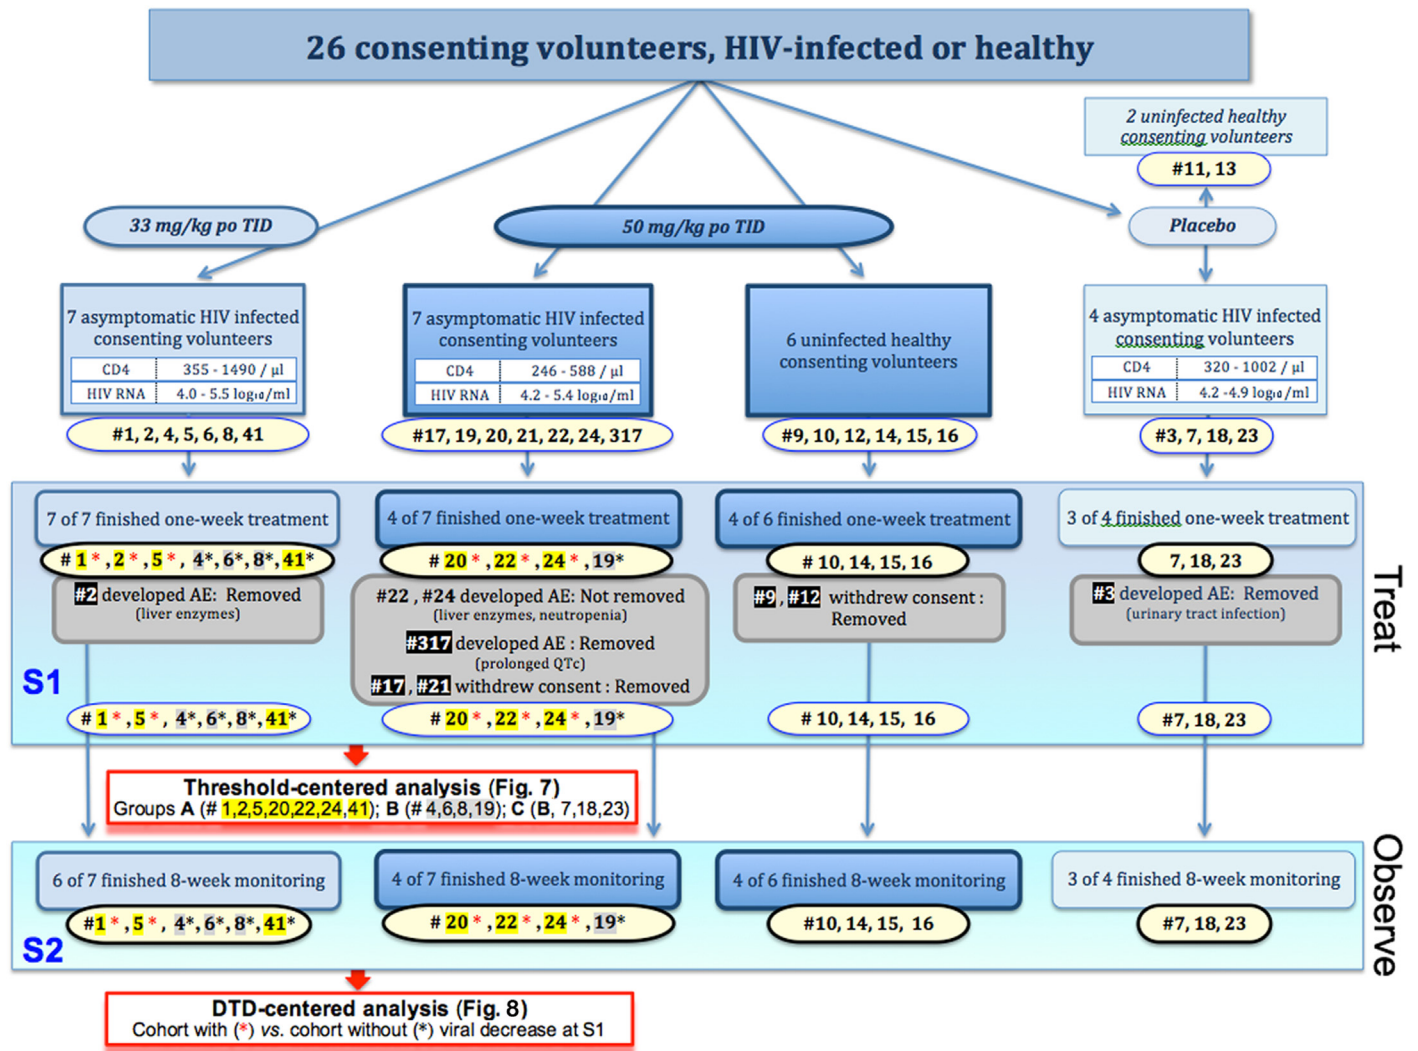 26 consenting volunteers, HIV-infected or healthy
2 uninfected healthy
consenting volunteers
#11, 13
33 mg/kg po TID
50 mg/kg po TID
Placebo
7 asymptomatic HIV infected
consenting volunteers
CD4 355 - 1490 / µl
HIV RNA 4.0 - 5.5 log₁₀/ml
#1, 2, 4, 5, 6, 8, 41
7 asymptomatic HIV infected
consenting volunteers
CD4 246 - 588 / µl
HIV RNA 4.2 - 5.4 log₁₀/ml
#17, 19, 20, 21, 22, 24, 317
6 uninfected healthy
consenting volunteers
#9, 10, 12, 14, 15, 16
4 asymptomatic HIV infected
consenting volunteers
CD4 320 - 1002 / µl
HIV RNA 4.2 -4.9 log₁₀/ml
#3, 7, 18, 23
7 of 7 finished one-week treatment
# 1 * , 2 * , 5 * , 4*, 6*, 8*, 41*
#2 developed AE: Removed
(liver enzymes)
4 of 7 finished one-week treatment
# 20 * , 22 * , 24 * , 19*
#22 , #24 developed AE: Not removed
(liver enzymes, neutropenia)
#317 developed AE : Removed
(prolonged QTc)
#17 , #21 withdrew consent : Removed
4 of 6 finished one-week treatment
# 10, 14, 15, 16
#9 , #12 withdrew consent :
Removed
3 of 4 finished one-week treatment
7, 18, 23
#3 developed AE: Removed
(urinary tract infection)
Treat
S1
# 1 * , 5 * , 4*, 6*, 8*, 41*
# 20 * , 22 * , 24 * , 19*
# 10, 14, 15, 16
#7, 18, 23
Threshold-centered analysis (Fig. 7)
Groups A (# 1,2,5,20,22,24,41); B (# 4,6,8,19); C (B, 7,18,23)
6 of 7 finished 8-week monitoring
#1 * , 5 * , 4*, 6*, 8*, 41*
4 of 7 finished 8-week monitoring
# 20 * , 22 * , 24 * , 19*
4 of 6 finished 8-week monitoring
#10, 14, 15, 16
3 of 4 finished 8-week monitoring
#7, 18, 23
Observe
S2
DTD-centered analysis (Fig. 8)
Cohort with (*) vs. cohort without (*) viral decrease at S1